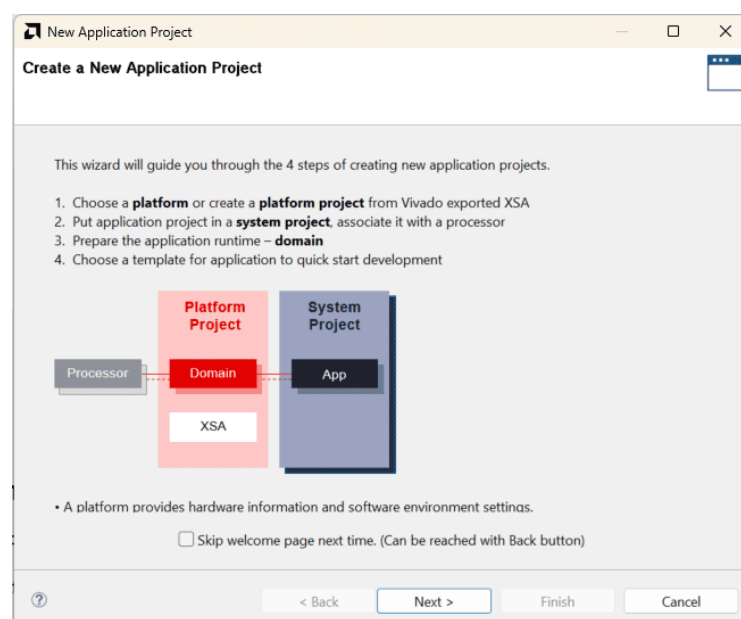 New Application Project
Create a New Application Project
This wizard will guide you through the 4 steps of creating new application projects.
1. Choose a platform or create a platform project from Vivado exported XSA
2. Put application project in a system project, associate it with a processor
3. Prepare the application runtime – domain
4. Choose a template for application to quick start development
Platform Project
System Project
Processor
Domain
App
XSA
• A platform provides hardware information and software environment settings.
Skip welcome page next time. (Can be reached with Back button)
?
< Back
Next >
Finish
Cancel